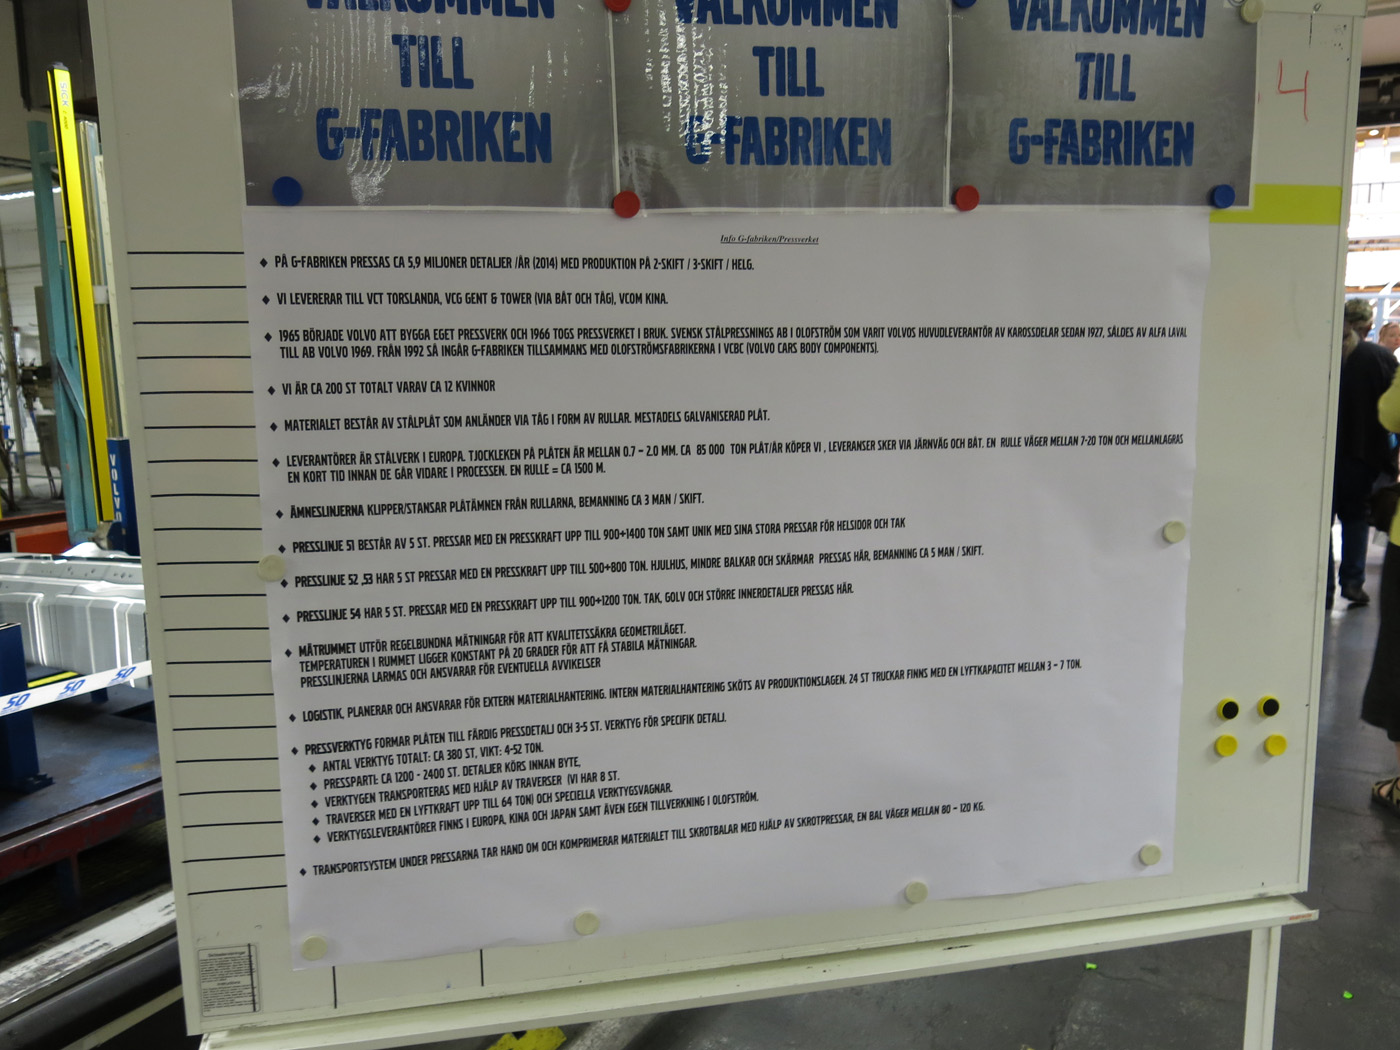 VÄLKOMMEN
TILL
G-FABRIKEN
VÄLKOMMEN
TILL
G-FABRIKEN
VÄLKOMMEN
TILL
G-FABRIKEN
4
SICK
VOLVO
50 50 50
Info G-fabriken/Pressverket
♦ PÅ G-FABRIKEN PRESSAS CA 5,9 MILJONER DETALJER /ÅR (2014) MED PRODUKTION PÅ 2-SKIFT / 3-SKIFT / HELG.
♦ VI LEVERERAR TILL VCT TORSLANDA, VCG GENT & TOWER (VIA BÅT OCH TÅG), VCOM KINA.
♦ 1965 BÖRJADE VOLVO ATT BYGGA EGET PRESSVERK OCH 1966 TOGS PRESSVERKET I BRUK. SVENSK STÅLPRESSNINGS AB I OLOFSTRÖM SOM VARIT VOLVOS HUVUDLEVERANTÖR AV KAROSSDELAR SEDAN 1927, SÅLDES AV ALFA LAVAL
TILL AB VOLVO 1969. FRÅN 1992 SÅ INGÅR G-FABRIKEN TILLSAMMANS MED OLOFSTRÖMSFABRIKERNA I VCBC (VOLVO CARS BODY COMPONENTS).
♦ VI ÄR CA 200 ST TOTALT VARAV CA 12 KVINNOR
♦ MATERIALET BESTÅR AV STÅLPLÅT SOM ANLÄNDER VIA TÅG I FORM AV RULLAR. MESTADELS GALVANISERAD PLÅT.
♦ LEVERANTÖRER ÄR STÅLVERK I EUROPA. TJOCKLEKEN PÅ PLÅTEN ÄR MELLAN 0.7 – 2.0 MM. CA 85 000 TON PLÅT/ÅR KÖPER VI , LEVERANSER SKER VIA JÄRNVÄG OCH BÅT. EN RULLE VÄGER MELLAN 7-20 TON OCH MELLANLAGRAS
EN KORT TID INNAN DE GÅR VIDARE I PROCESSEN. EN RULLE = CA 1500 M.
♦ ÄMNESLINJERNA KLIPPER/STANSAR PLÅTÄMNEN FRÅN RULLARNA, BEMANNING CA 3 MAN / SKIFT.
♦ PRESSLINJE 51 BESTÅR AV 5 ST. PRESSAR MED EN PRESSKRAFT UPP TILL 900+1400 TON SAMT UNIK MED SINA STORA PRESSAR FÖR HELSIDOR OCH TAK
♦ PRESSLINJE 52 ,53 HAR 5 ST PRESSAR MED EN PRESSKRAFT UPP TILL 500+800 TON. HJULHUS, MINDRE BALKAR OCH SKÄRMAR PRESSAS HÄR, BEMANNING CA 5 MAN / SKIFT.
♦ PRESSLINJE 54 HAR 5 ST. PRESSAR MED EN PRESSKRAFT UPP TILL 900+1200 TON. TAK, GOLV OCH STÖRRE INNERDETALJER PRESSAS HÄR.
♦ MÄTRUMMET UTFÖR REGELBUNDNA MÄTNINGAR FÖR ATT KVALITETSSÄKRA GEOMETRILÄGET.
TEMPERATUREN I RUMMET LIGGER KONSTANT PÅ 20 GRADER FÖR ATT FÅ STABILA MÄTNINGAR.
PRESSLINJERNA LARMAS OCH ANSVARAR FÖR EVENTUELLA AVVIKELSER
♦ LOGISTIK, PLANERAR OCH ANSVARAR FÖR EXTERN MATERIALHANTERING. INTERN MATERIALHANTERING SKÖTS AV PRODUKTIONSLAGEN. 24 ST TRUCKAR FINNS MED EN LYFTKAPACITET MELLAN 3 – 7 TON.
♦ PRESSVERKTYG FORMAR PLÅTEN TILL FÄRDIG PRESSDETALJ OCH 3-5 ST. VERKTYG FÖR SPECIFIK DETALJ.
♦ ANTAL VERKTYG TOTALT: CA 380 ST, VIKT: 4-52 TON.
♦ PRESSPARTI: CA 1200 - 2400 ST. DETALJER KÖRS INNAN BYTE,
♦ VERKTYGEN TRANSPORTERAS MED HJÄLP AV TRAVERSER (VI HAR 8 ST.
♦ TRAVERSER MED EN LYFTKRAFT UPP TILL 64 TON) OCH SPECIELLA VERKTYGSVAGNAR.
♦ VERKTYGSLEVERANTÖRER FINNS I EUROPA, KINA OCH JAPAN SAMT ÄVEN EGEN TILLVERKNING I OLOFSTRÖM.
♦ TRANSPORTSYSTEM UNDER PRESSARNA TAR HAND OM OCH KOMPRIMERAR MATERIALET TILL SKROTBALAR MED HJÄLP AV SKROTPRESSAR, EN BAL VÄGER MELLAN 80 – 120 KG.